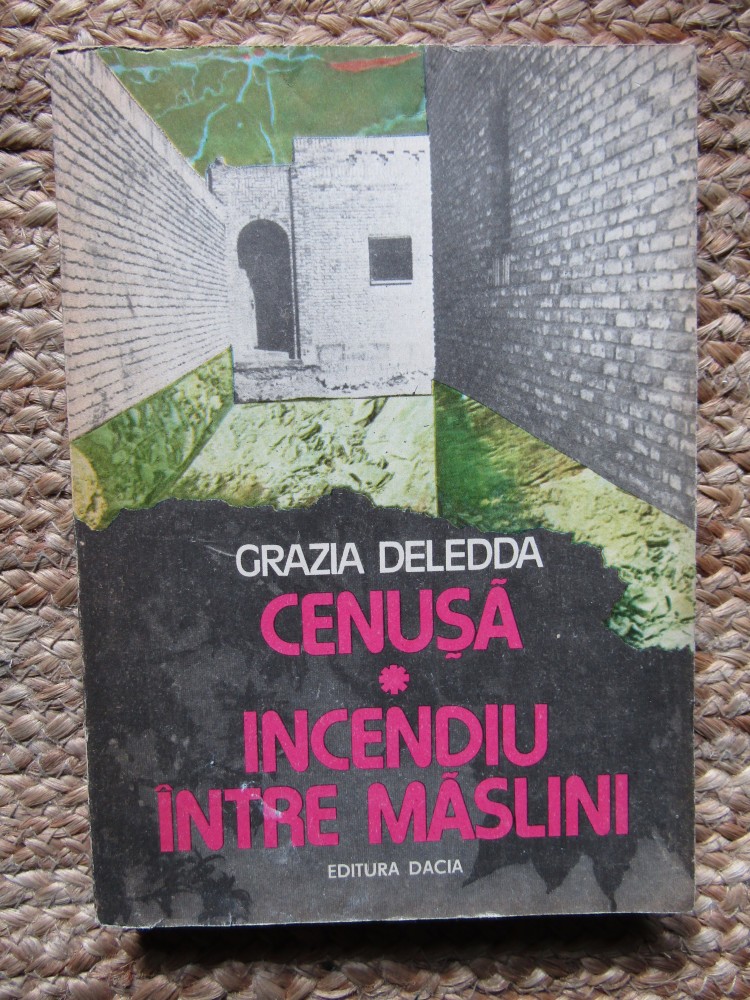 GRAZIA DELEDDA
CENUȘĂ
*
INCENDIU
ÎNTRE MĂSLINI
EDITURA DACIA